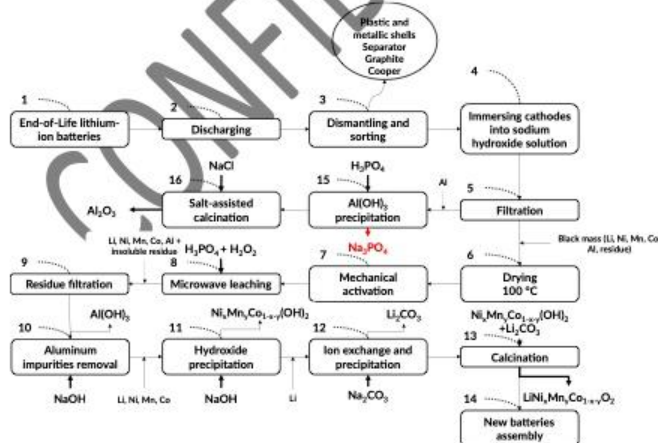 CONFID
Plastic and
metallic shells
Separator
Graphite
Cooper
1
End-of-Life lithium-
ion batteries
2
Discharging
3
Dismantling and
sorting
4
Immersing cathodes
into sodium
hydroxide solution
NaCl
H₃PO₄
16
Salt-assisted
calcination
Al₂O₃
15
Al(OH)₃
precipitation
Al
5
Filtration
Na₃PO₄
Black mass (Li, Ni, Mn, Co
Al, residue)
Li, Ni, Mn, Co, Al +
Insoluble residue
H₃PO₄ + H₂O₂
9
Residue filtration
8
Microwave leaching
7
Mechanical
activation
6
Drying
100 °C
Al(OH)₃
NiₓMnᵧCo₁₋ₓ₋ᵧ(OH)₂
Li₂CO₃
NiₓMnᵧCo₁₋ₓ₋ᵧ(OH)₂
+Li₂CO₃
10
Aluminum
impurities removal
11
Hydroxide
precipitation
12
Ion exchange and
precipitation
13
Calcination
NaOH
Li, Ni, Mn, Co
NaOH
Li
Na₂CO₃
LiNiₓMnᵧCo₁₋ₓ₋ᵧO₂
14
New batteries
assembly